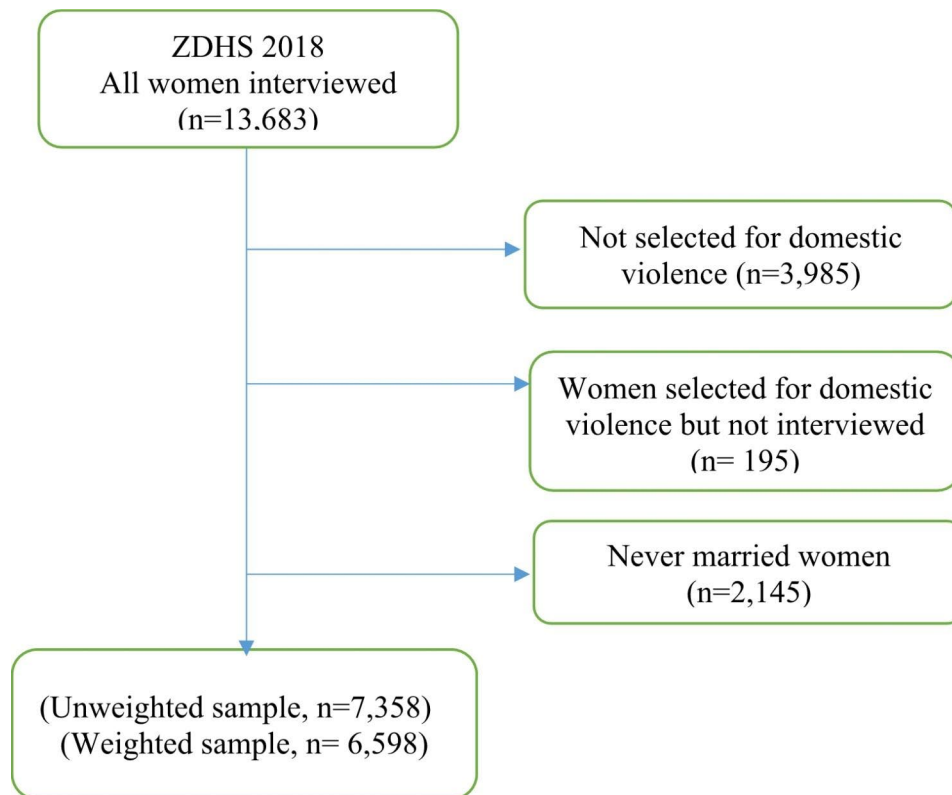 ZDHS 2018
All women interviewed
(n=13,683)
Not selected for domestic
violence (n=3,985)
Women selected for domestic
violence but not interviewed
(n= 195)
Never married women
(n=2,145)
(Unweighted sample, n=7,358)
(Weighted sample, n= 6,598)